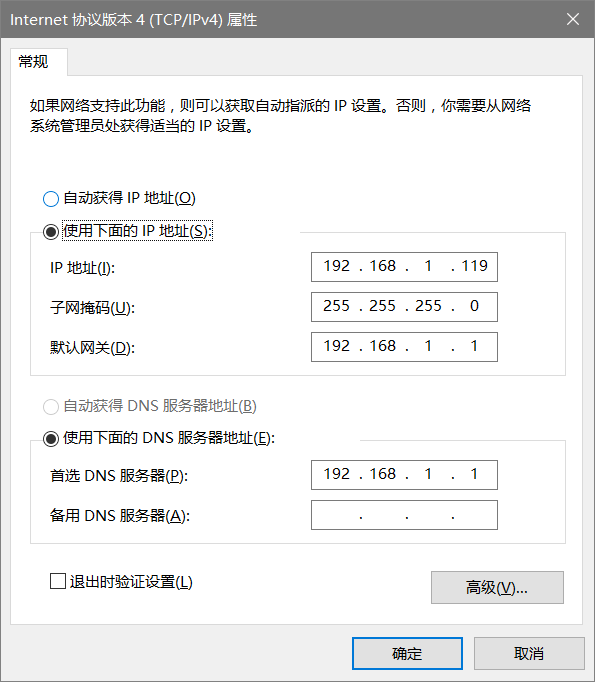 Internet 协议版本 4 (TCP/IPv4) 属性
常规
如果网络支持此功能，则可以获取自动指派的 IP 设置。否则，你需要从网络
系统管理员处获得适当的 IP 设置。
自动获得 IP 地址(O)
使用下面的 IP 地址(S):
IP 地址(I): 192 . 168 . 1 . 119
子网掩码(U): 255 . 255 . 255 . 0
默认网关(D): 192 . 168 . 1 . 1
自动获得 DNS 服务器地址(B)
使用下面的 DNS 服务器地址(E):
首选 DNS 服务器(P): 192 . 168 . 1 . 1
备用 DNS 服务器(A): . . .
退出时验证设置(L)
高级(V)...
确定 取消